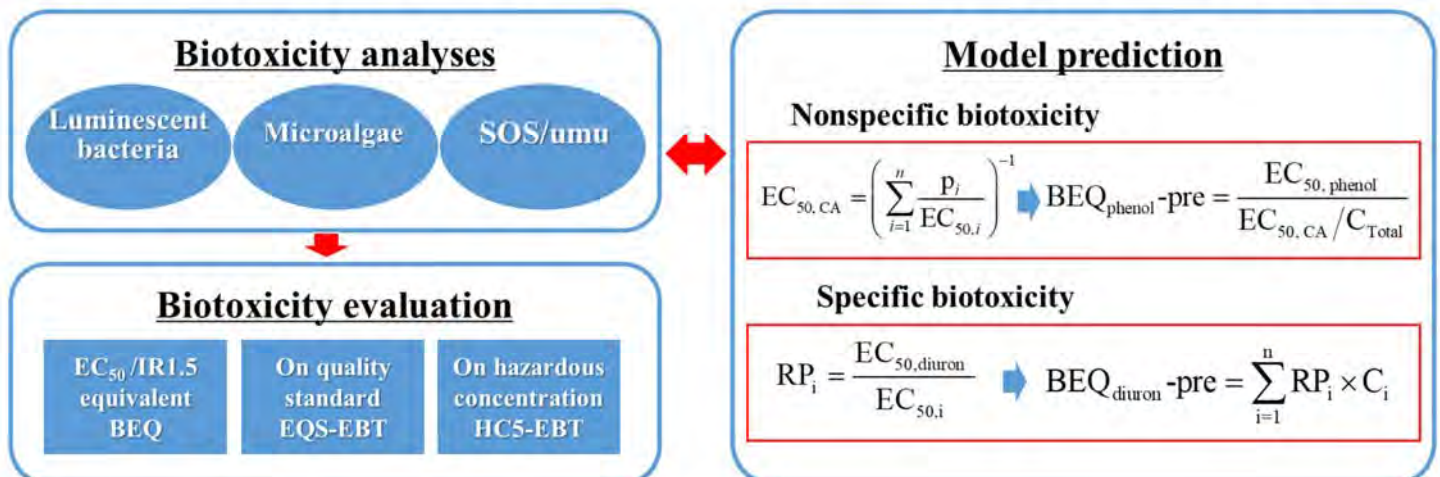 Biotoxicity analyses
Luminescent
bacteria
Microalgae
SOS/umu
Biotoxicity evaluation
EC₅₀/IR1.5
equivalent
BEQ
On quality
standard
EQS-EBT
On hazardous
concentration
HC5-EBT
Model prediction
Nonspecific biotoxicity
EC₅₀, CA = (∑ⁿᵢ₌₁ pᵢ / EC₅₀,ᵢ)⁻¹ BEQphenol-pre = EC₅₀, phenol / (EC₅₀, CA / CTotal)
Specific biotoxicity
RPᵢ = EC₅₀,diuron / EC₅₀,ᵢ BEQdiuron-pre = ∑ⁿᵢ₌₁ RPᵢ × Cᵢ